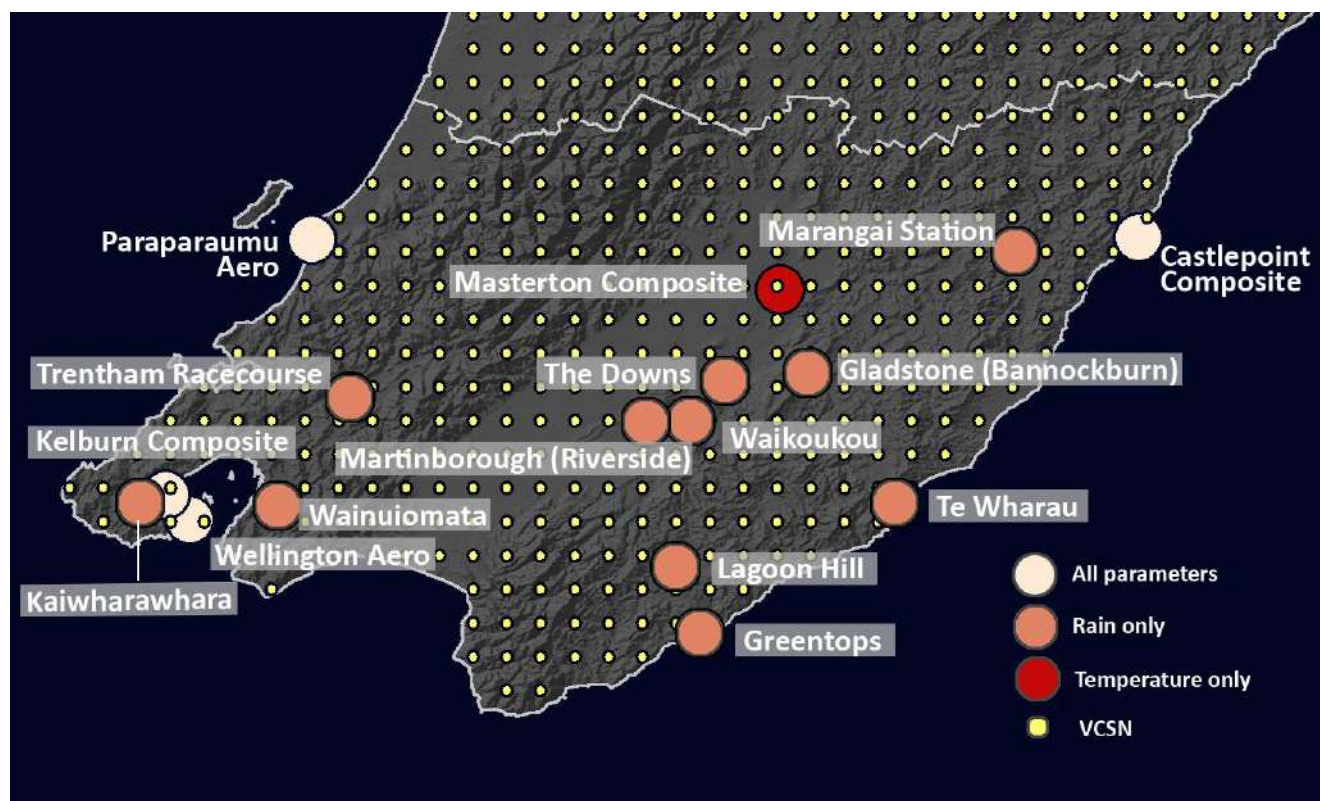 Marangai Station
Paraparaumu
Aero
Castlepoint
Composite
Masterton Composite
Trentham Racecourse
The Downs
Gladstone (Bannockburn)
Kelburn Composite
Waikoukou
Martinborough (Riverside)
Wainuiomata
Te Wharau
Wellington Aero
Lagoon Hill
Kaiwharawhara
Greentops
All parameters
Rain only
Temperature only
VCSN